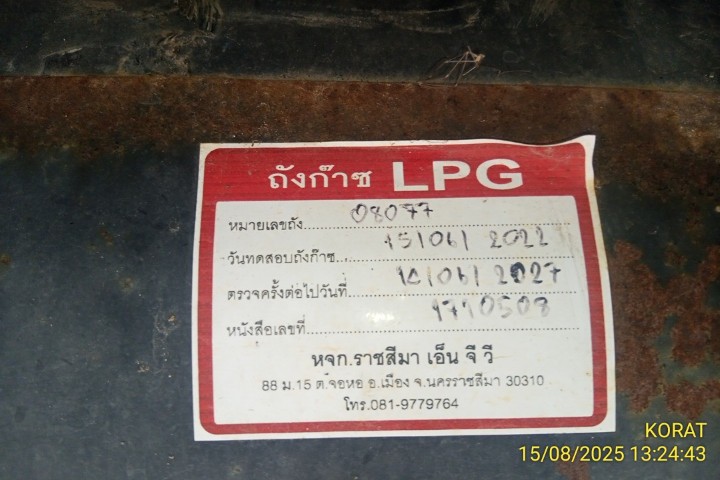 ถังก๊าซ LPG
หมายเลขถัง 08077
วันทดสอบถังก๊าซ 15/06/2022
ตรวจครั้งต่อไปวันที่ 14/06/2027
หนังสือเลขที่ 1710508
หจก.ราชสีมา เอ็น จี วี
88 ม.15 ต.จอหอ อ.เมือง จ.นครราชสีมา 30310
โทร.081-9779764
KORAT
15/08/2025 13:24:43